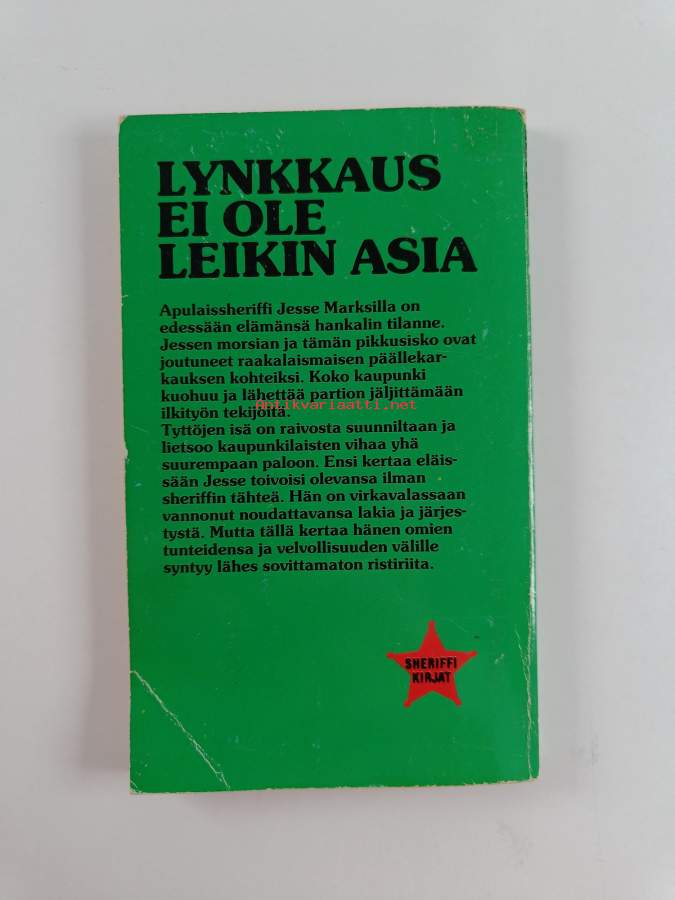 LYNKKAUS
EI OLE
LEIKIN ASIA
Apulaissheriffi Jesse Marksilla on
edessään elämänsä hankalin tilanne.
Jessen morsian ja tämän pikkusisko ovat
joutuneet raakalaismaisen päällekar-
kauksen kohteiksi. Koko kaupunki
kuohuu ja lähettää partion jäljittämään
ilkityön tekijöitä.
Antikvariaatti.net
Tyttöjen isä on raivosta suunniltaan ja
lietsoo kaupunkilaisten vihaa yhä
suurempaan paloon. Ensi kertaa eläis-
sään Jesse toivoisi olevansa ilman
sheriffin tähteä. Hän on virkavalassaan
vannonut noudattavansa lakia ja järjes-
tystä. Mutta tällä kertaa hänen omien
tunteidensa ja velvollisuuden välille
syntyy lähes sovittamaton ristiriita.
SHERIFFI
KIRJAT